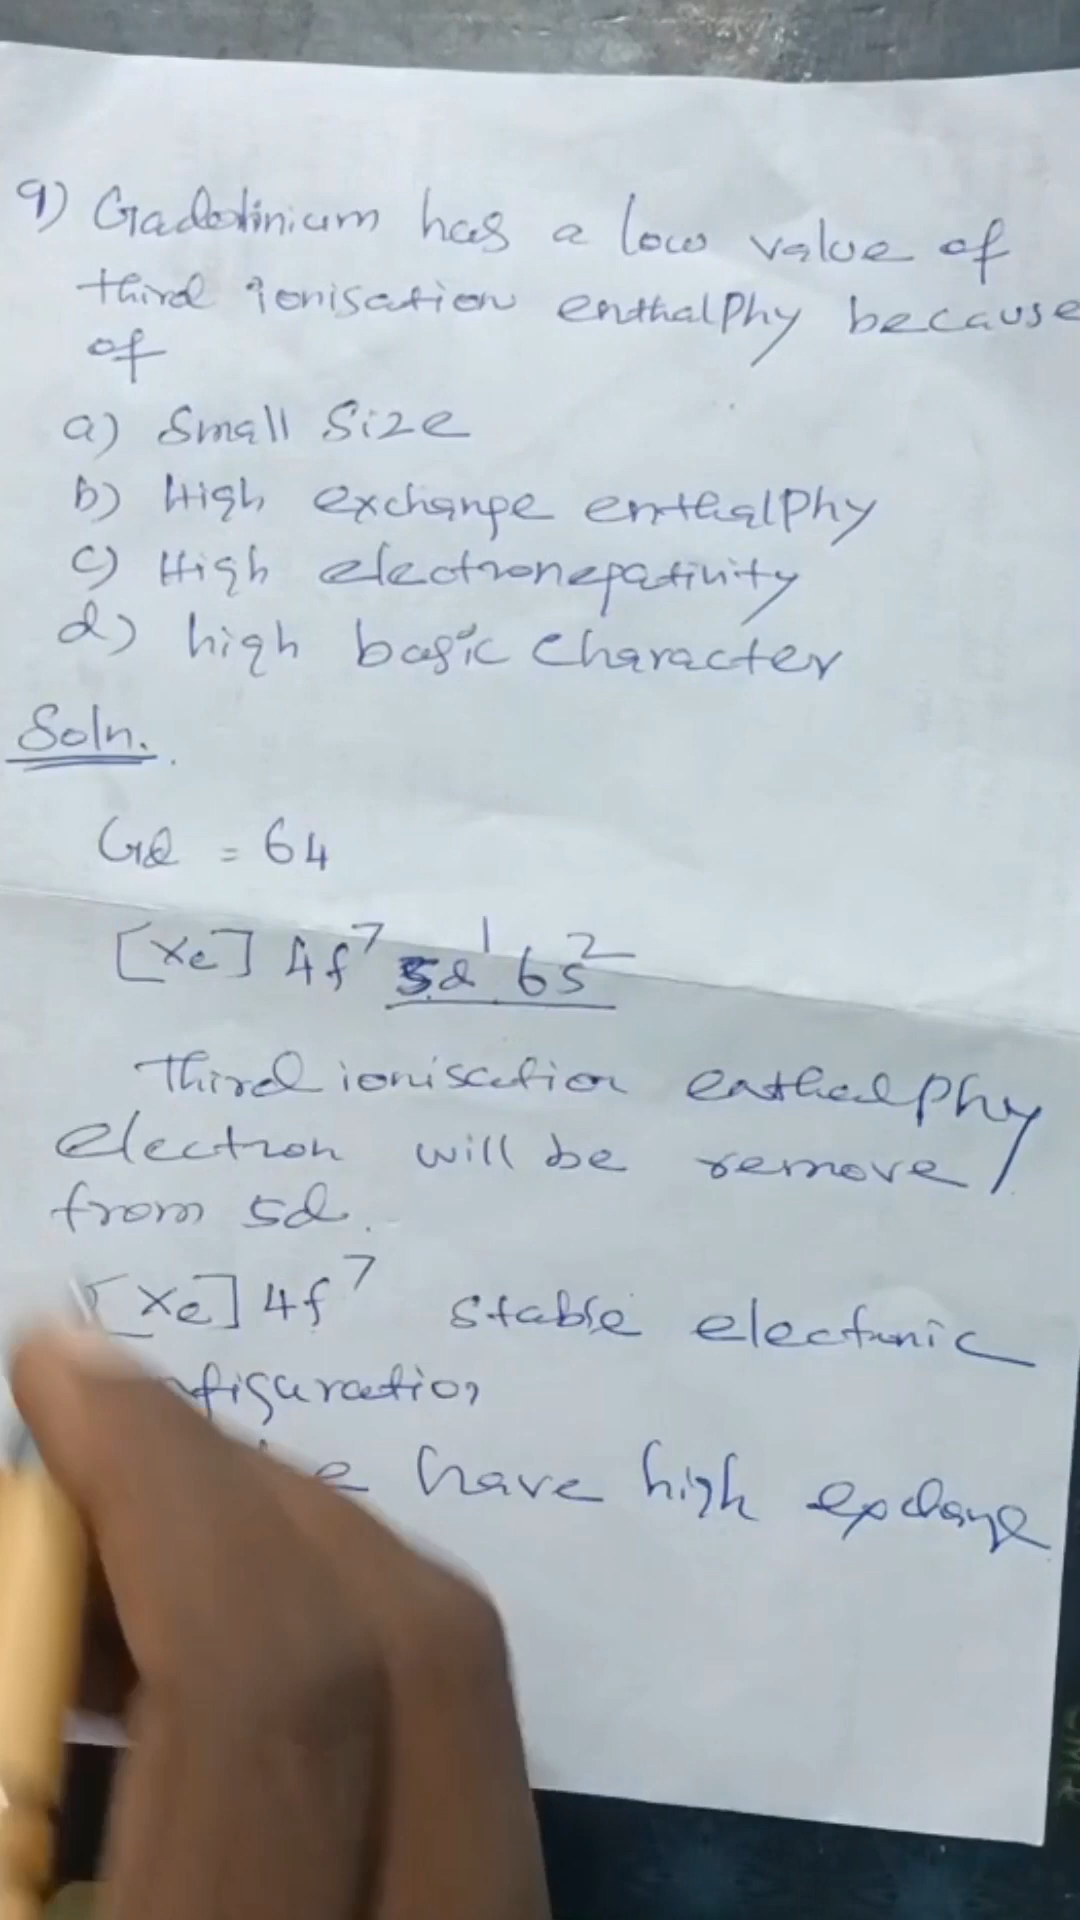 9) Gadolinium has a low value of
third ionisation enthalphy because
of
a) Small Size
b) High exchange enthalphy
c) High electronegativity
d) high basic character
Soln.
Gd = 64
[Xe] 4f⁷ 5d¹ 6s²
third ionisation enthalphy
electron will be remove
from 5d.
[Xe] 4f⁷ stable electunic
figuration
have high exchange